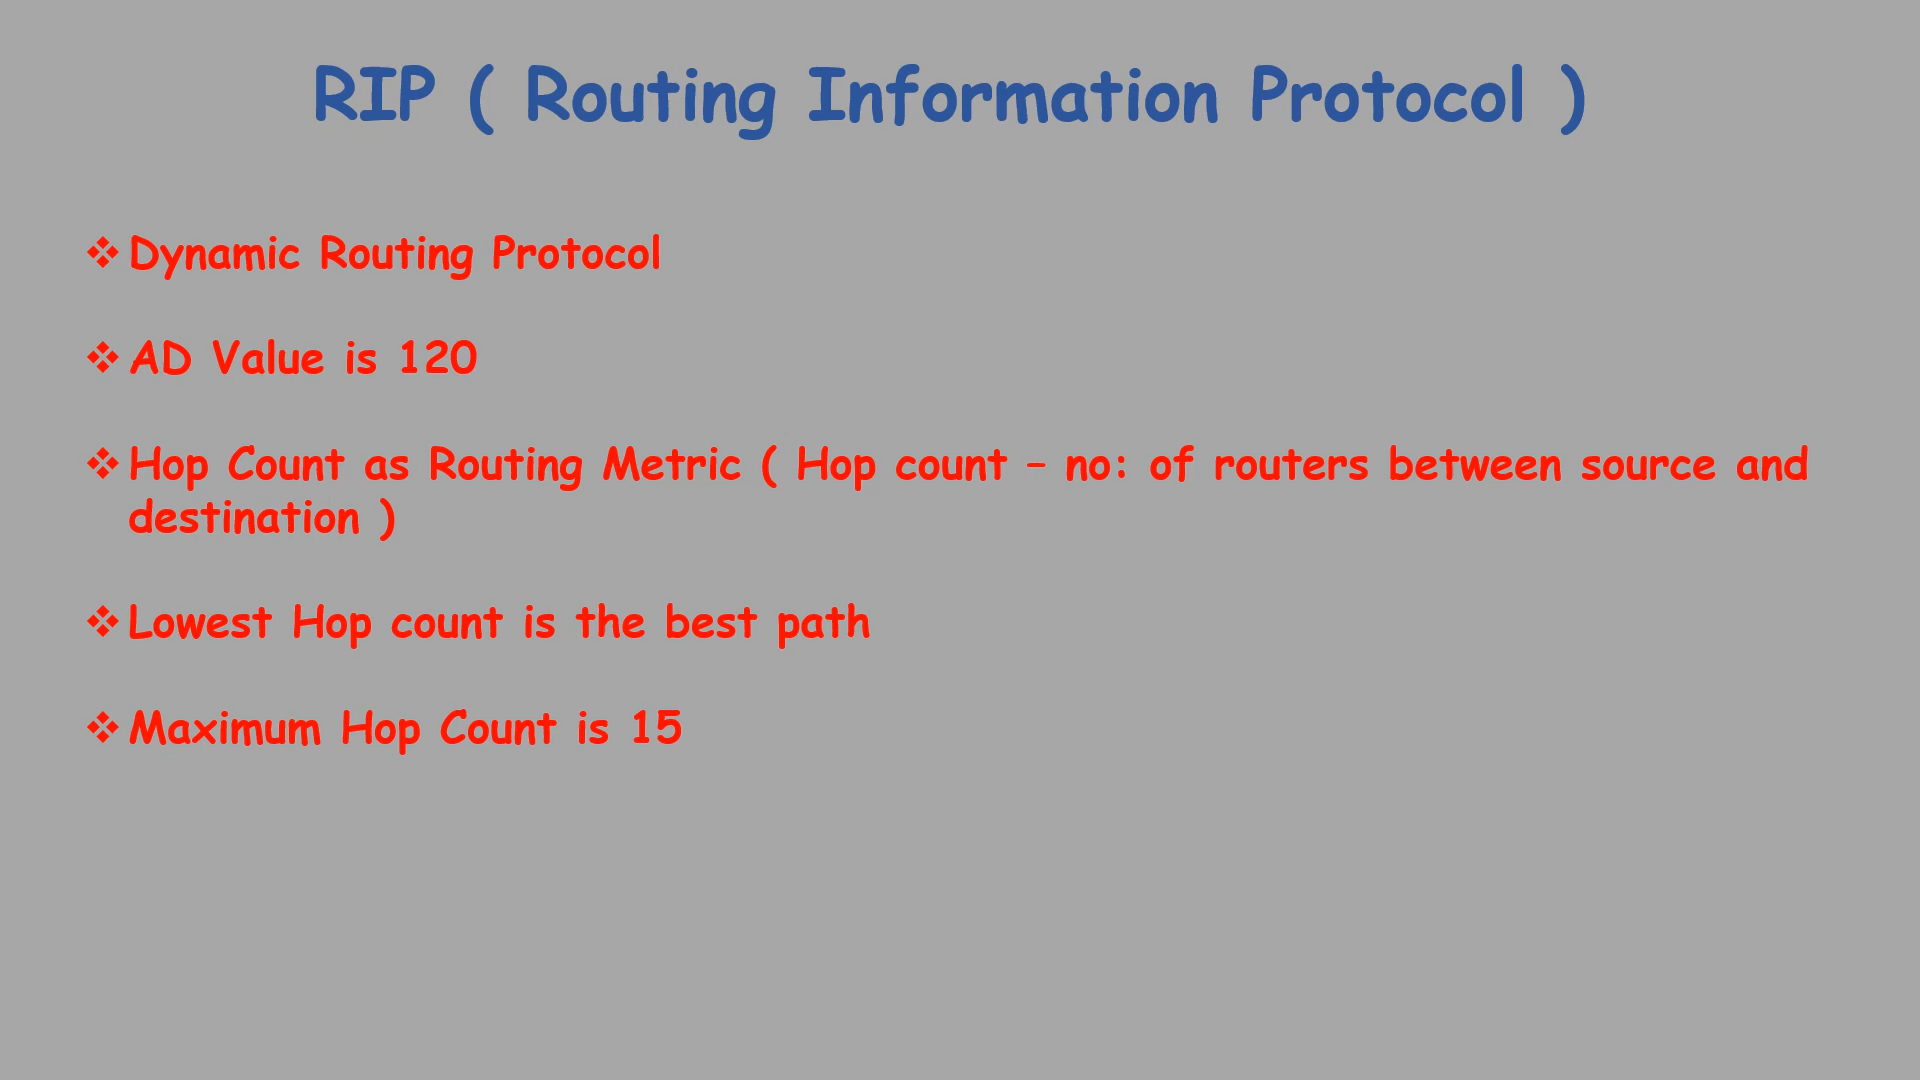 RIP ( Routing Information Protocol )
❖ Dynamic Routing Protocol
❖ AD Value is 120
❖ Hop Count as Routing Metric ( Hop count – no: of routers between source and
destination )
❖ Lowest Hop count is the best path
❖ Maximum Hop Count is 15